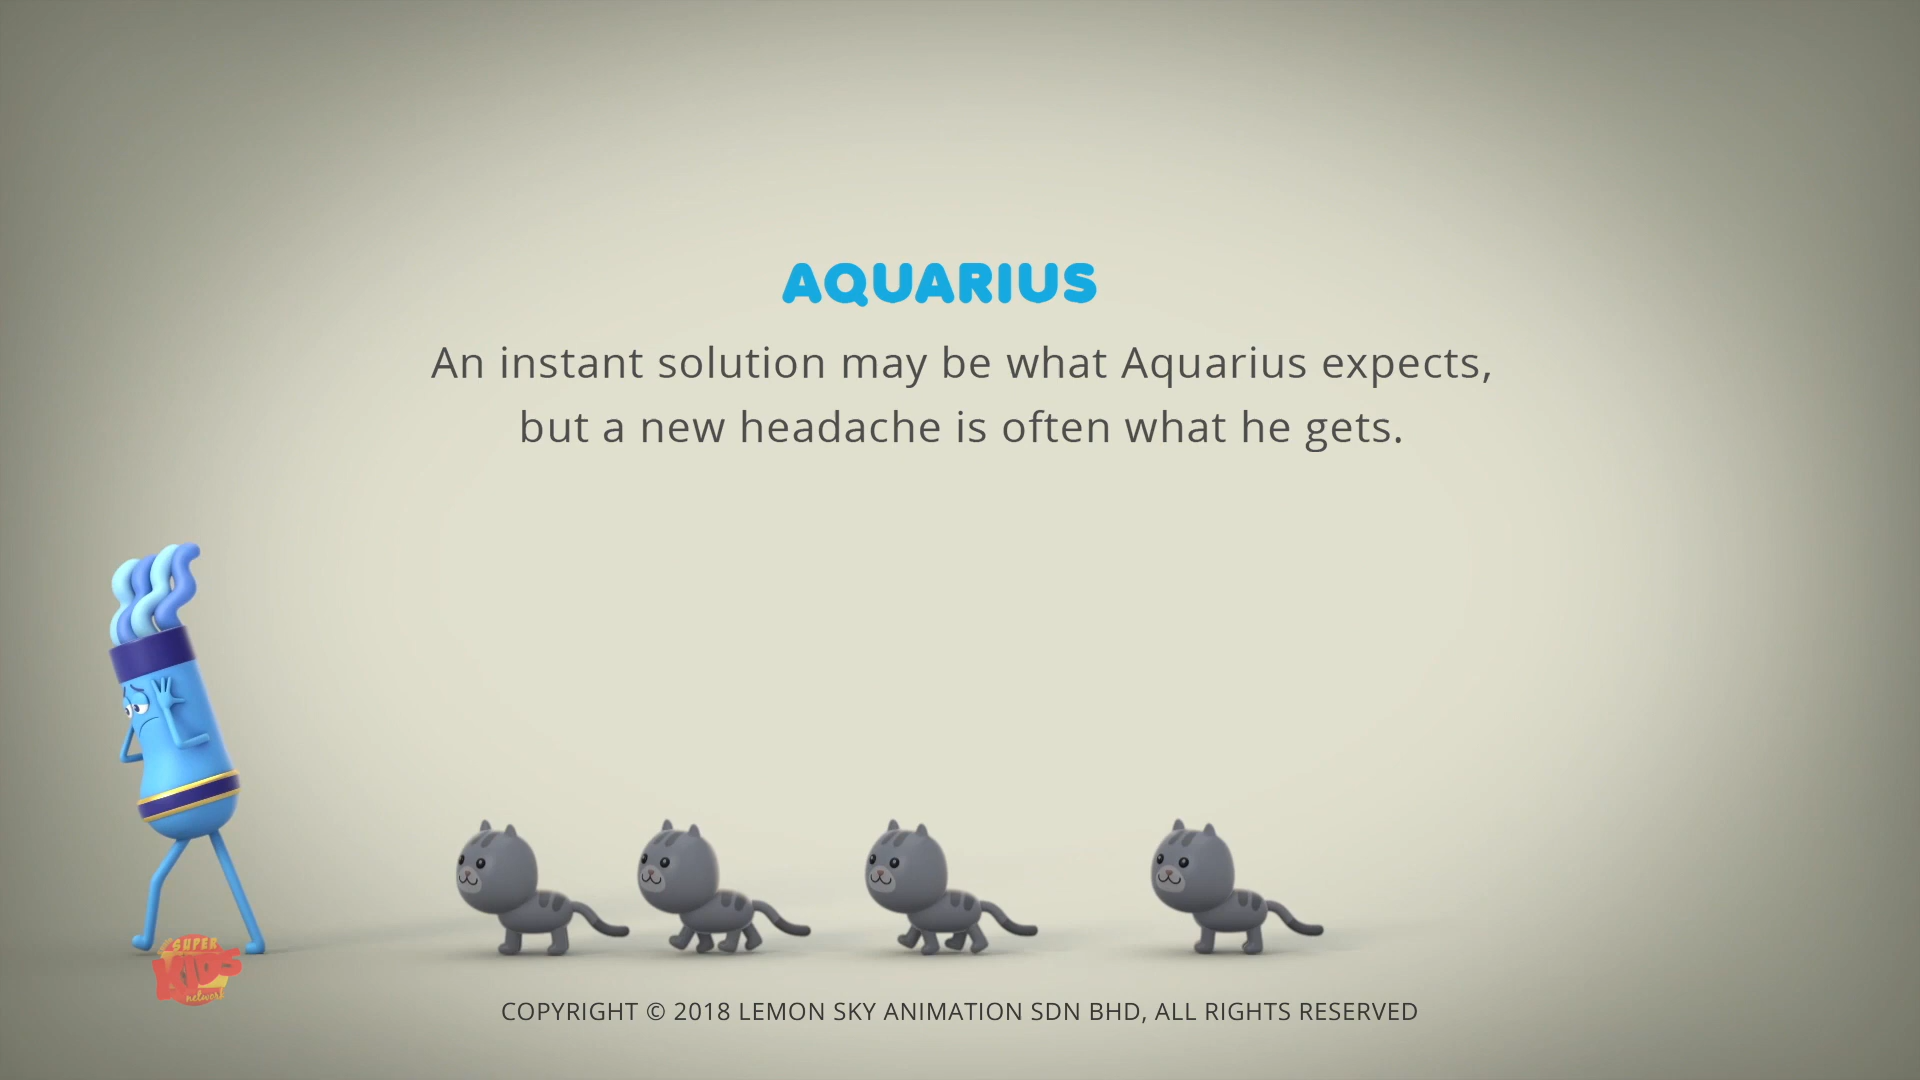 AQUARIUS
An instant solution may be what Aquarius expects,
but a new headache is often what he gets.
SUPER
KIDS
network
COPYRIGHT © 2018 LEMON SKY ANIMATION SDN BHD, ALL RIGHTS RESERVED